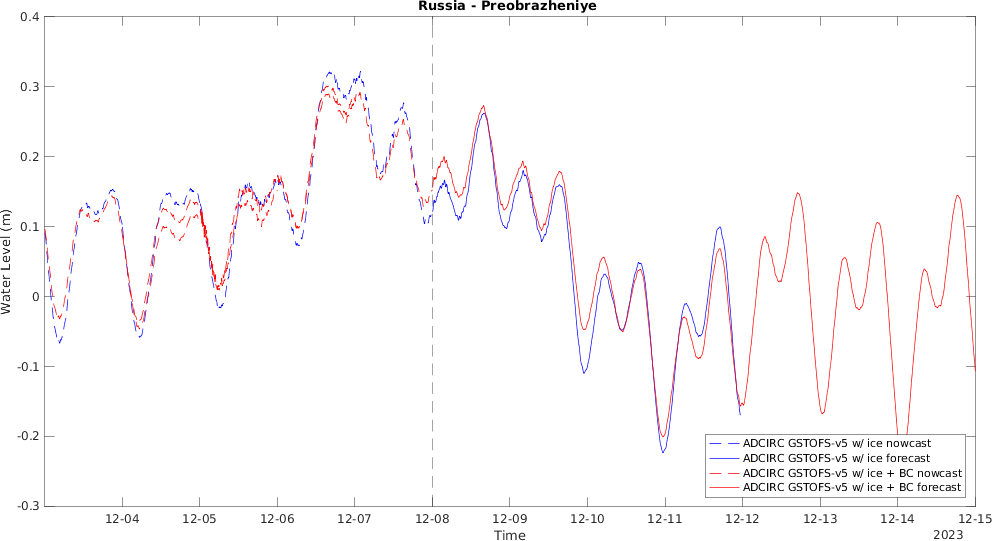 Russia - Preobrazheniye
Water Level (m)
0.4
0.3
0.2
0.1
0
-0.1
-0.2
-0.3
12-04 12-05 12-06 12-07 12-08 12-09 12-10 12-11 12-12 12-13 12-14 12-15
Time
2023
ADCIRC GSTOFS-v5 w/ ice nowcast
ADCIRC GSTOFS-v5 w/ ice forecast
ADCIRC GSTOFS-v5 w/ ice + BC nowcast
ADCIRC GSTOFS-v5 w/ ice + BC forecast